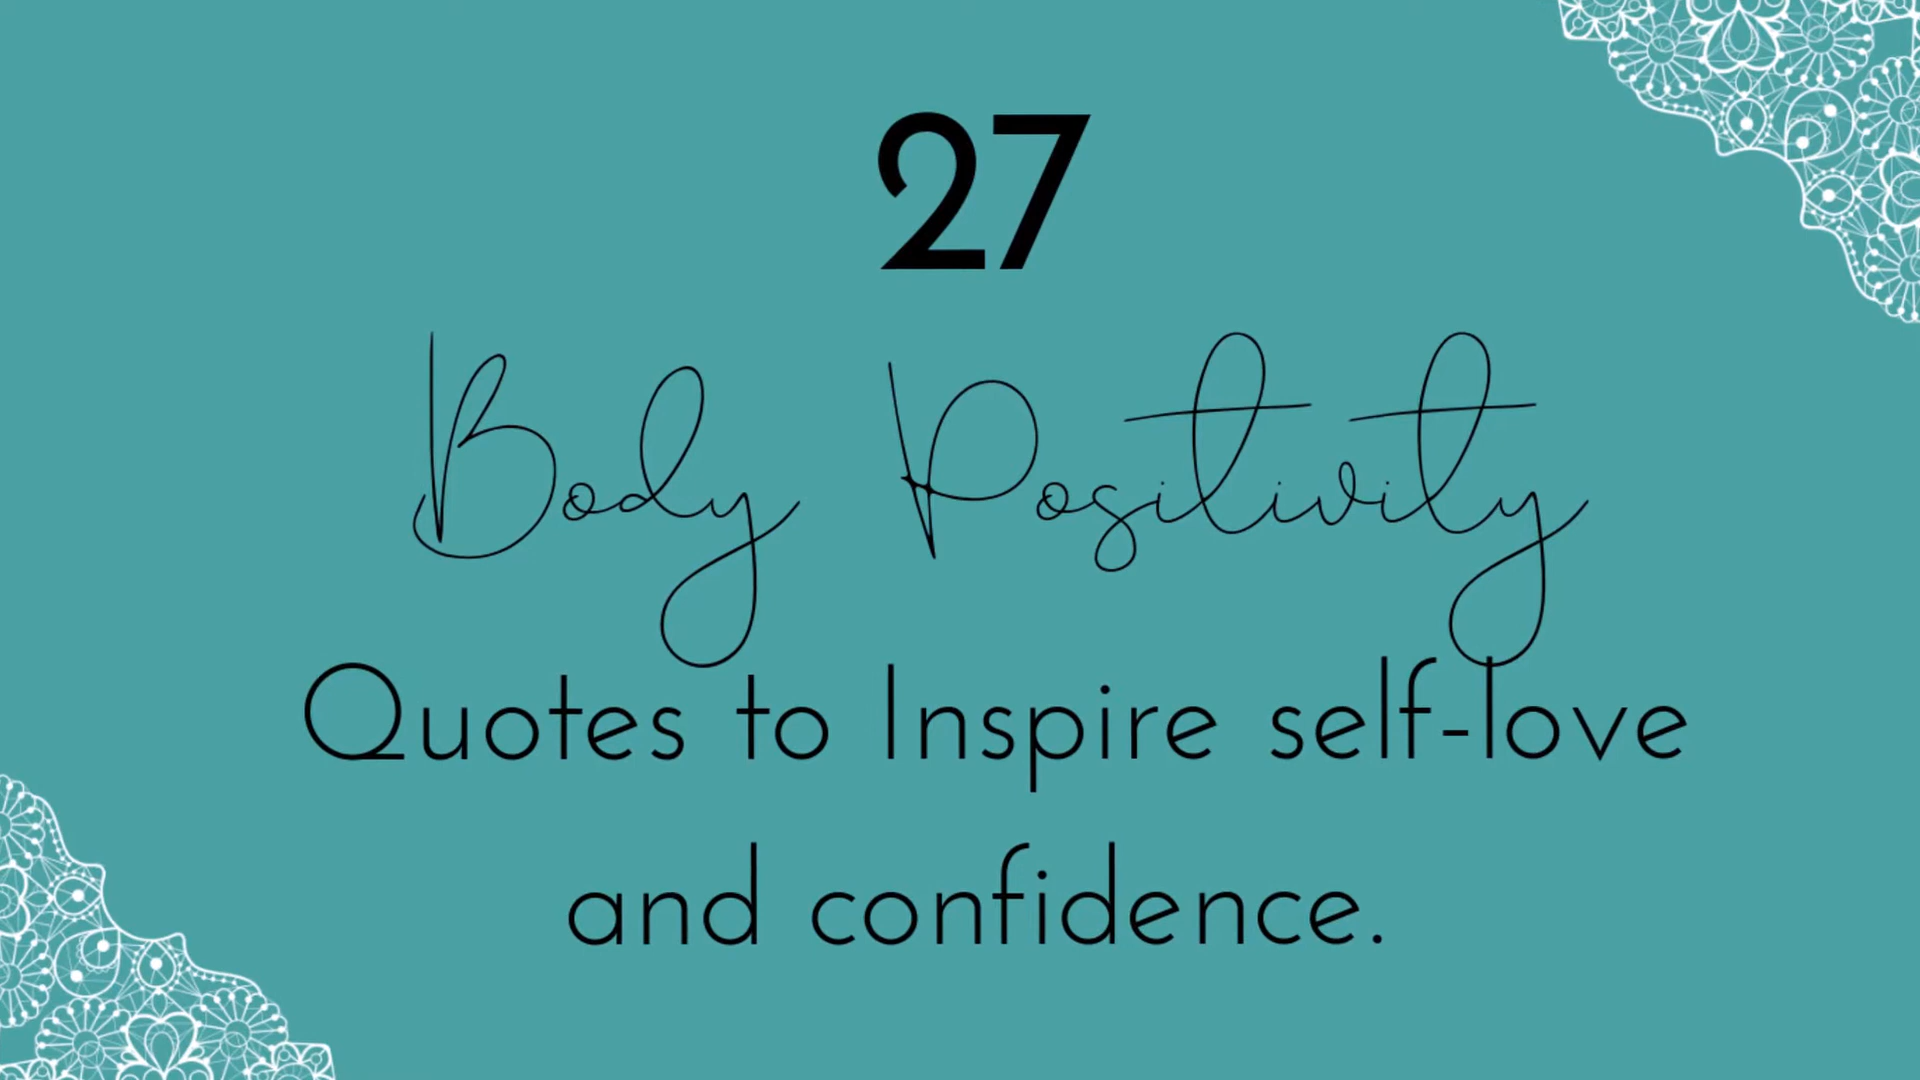 27
Body Positivity
Quotes to Inspire self-love
and confidence.